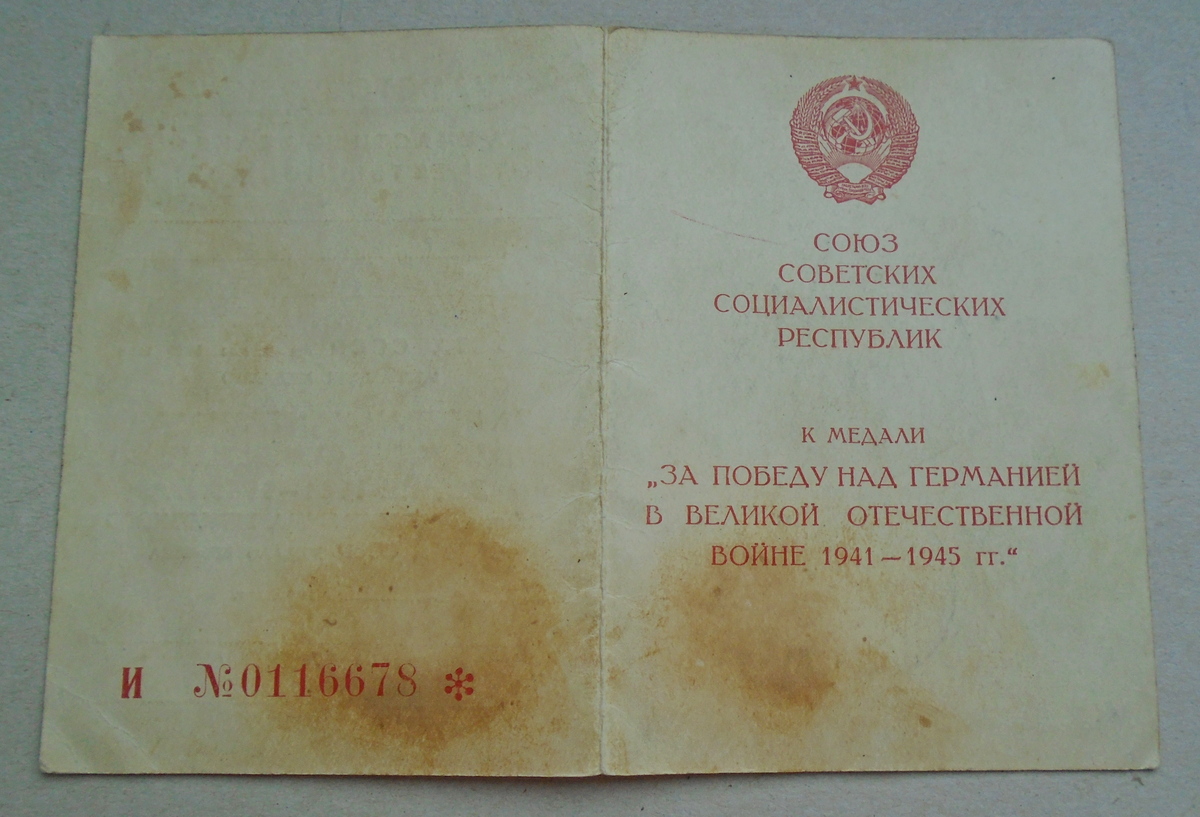 СОЮЗ
СОВЕТСКИХ
СОЦИАЛИСТИЧЕСКИХ
РЕСПУБЛИК
К МЕДАЛИ
„ЗА ПОБЕДУ НАД ГЕРМАНИЕЙ
В ВЕЛИКОЙ ОТЕЧЕСТВЕННОЙ
ВОЙНЕ 1941—1945 гг.“
И №0116678 *